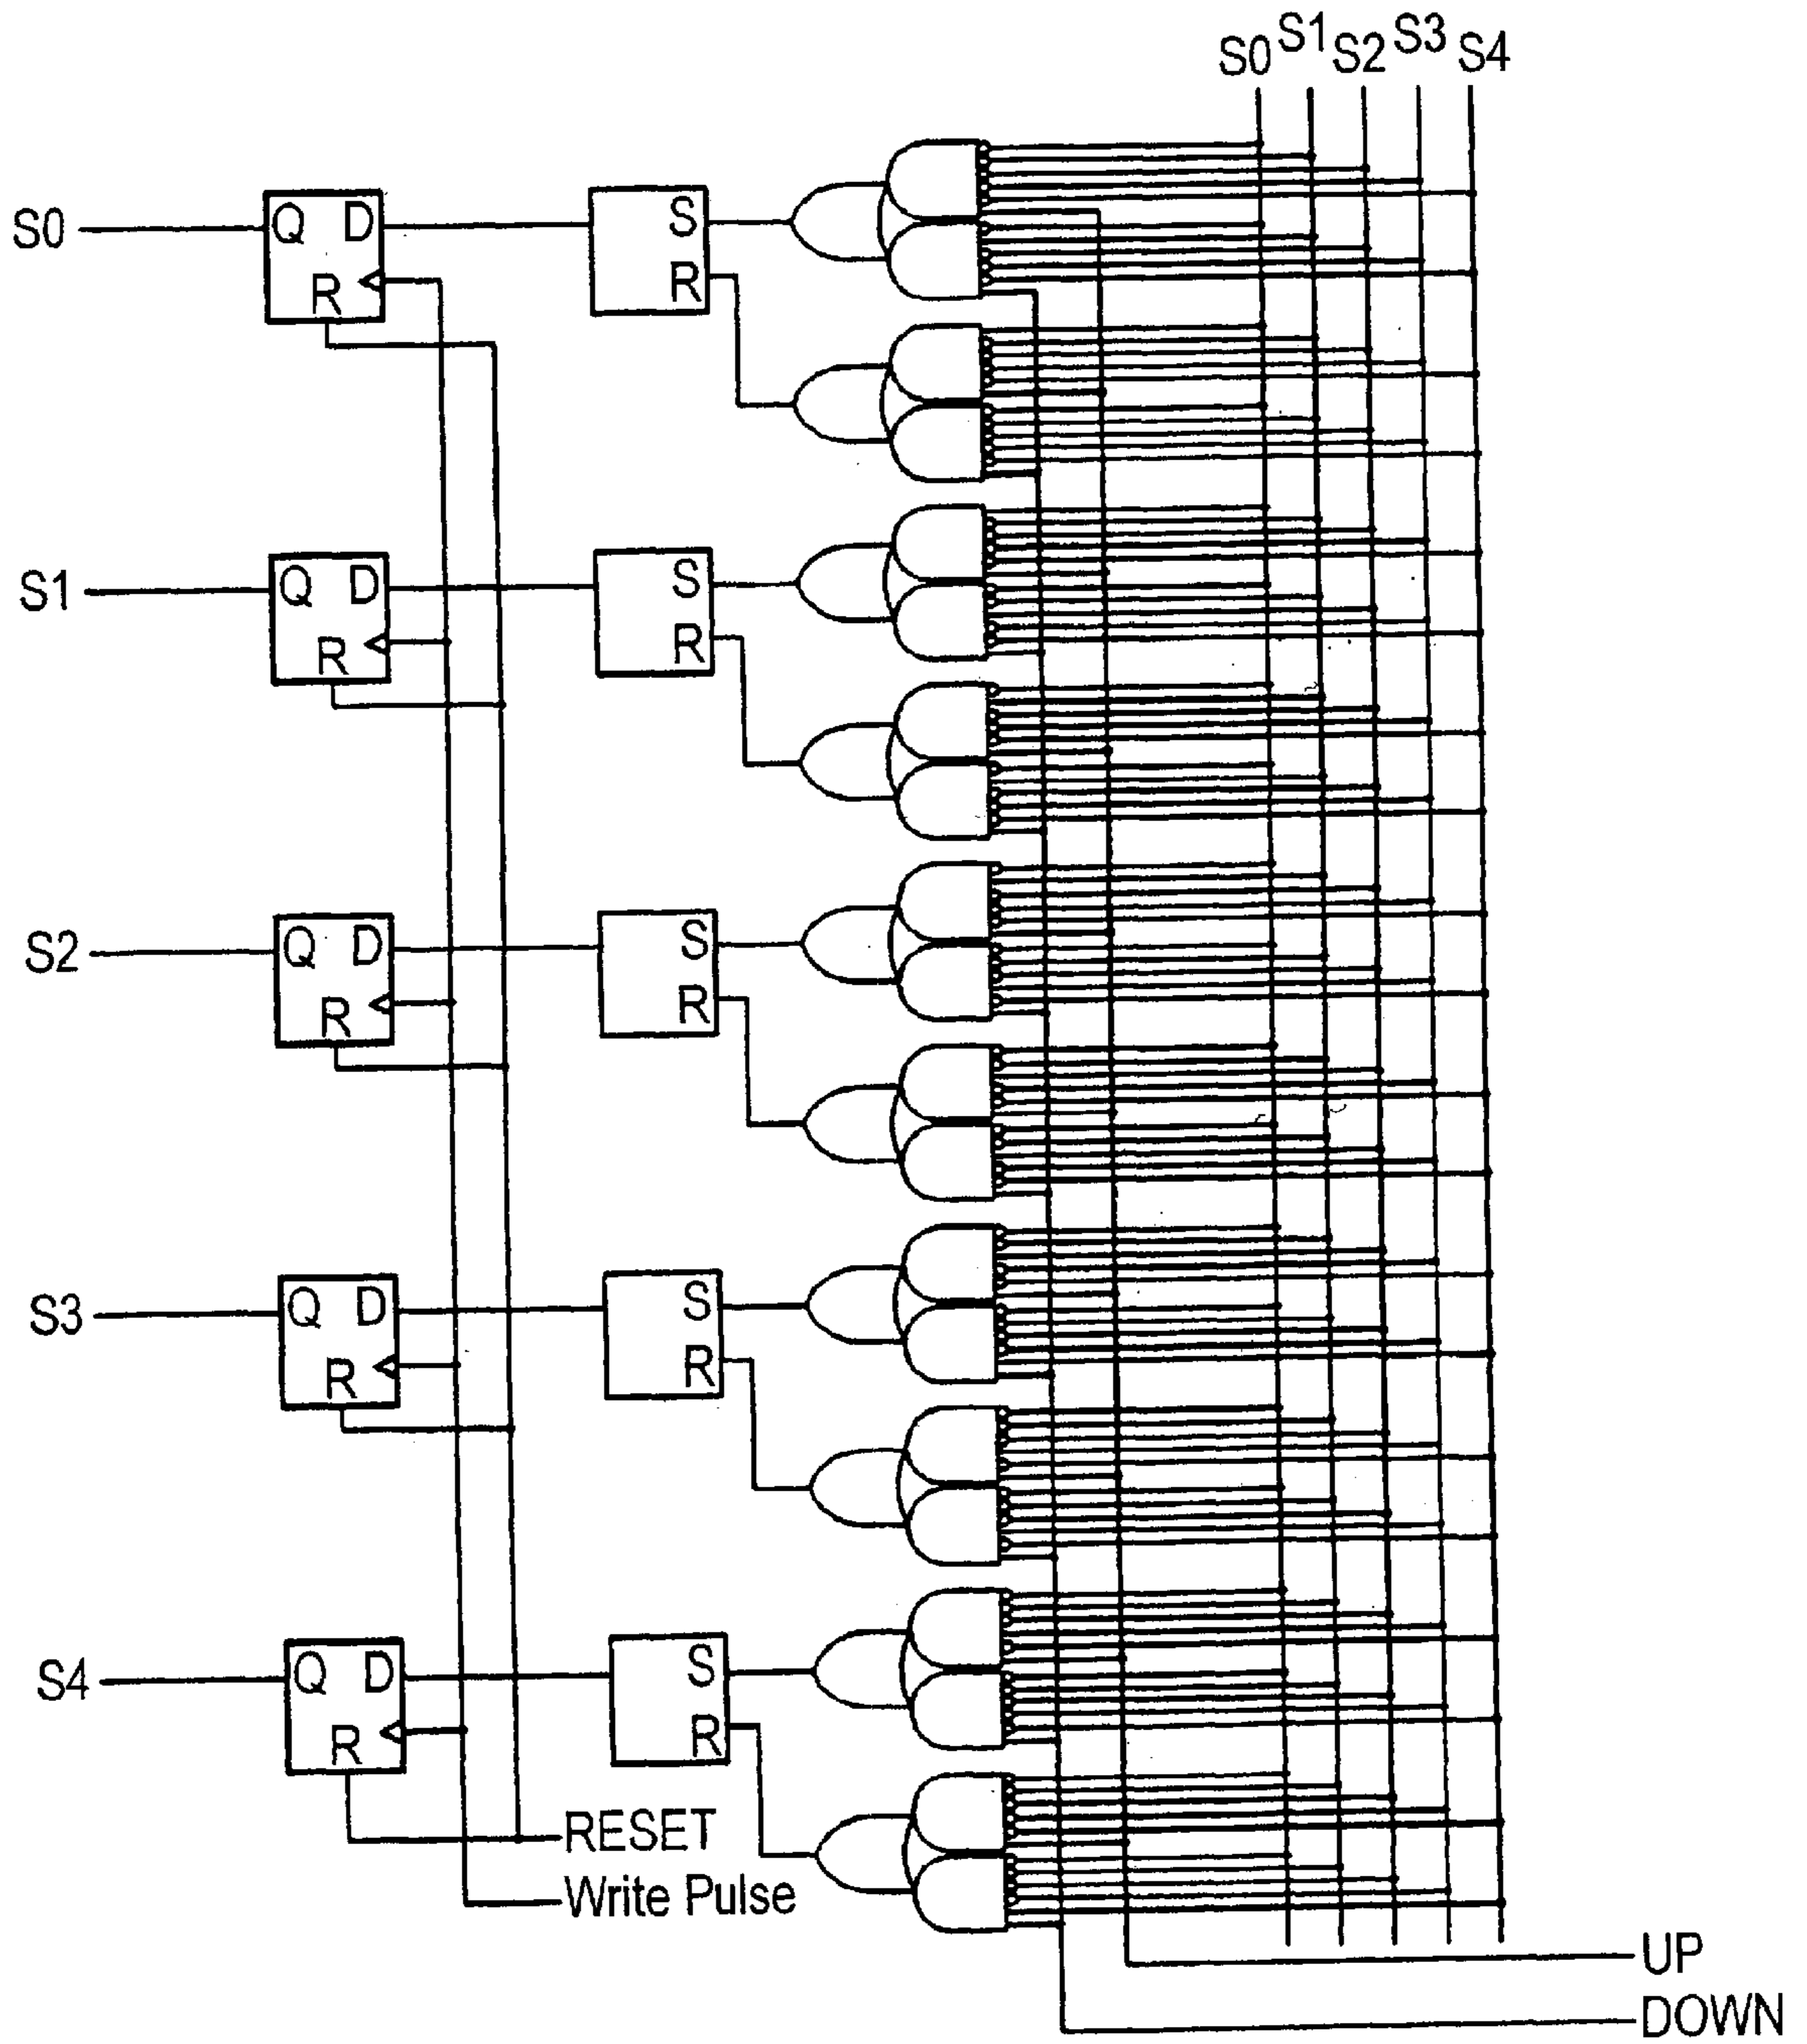 S0 S1 S2 S3 S4
S0 Q D R S R
S1 Q D R S R
S2 Q D R S R
S3 Q D R S R
S4 Q D R S R
RESET
Write Pulse
UP
DOWN